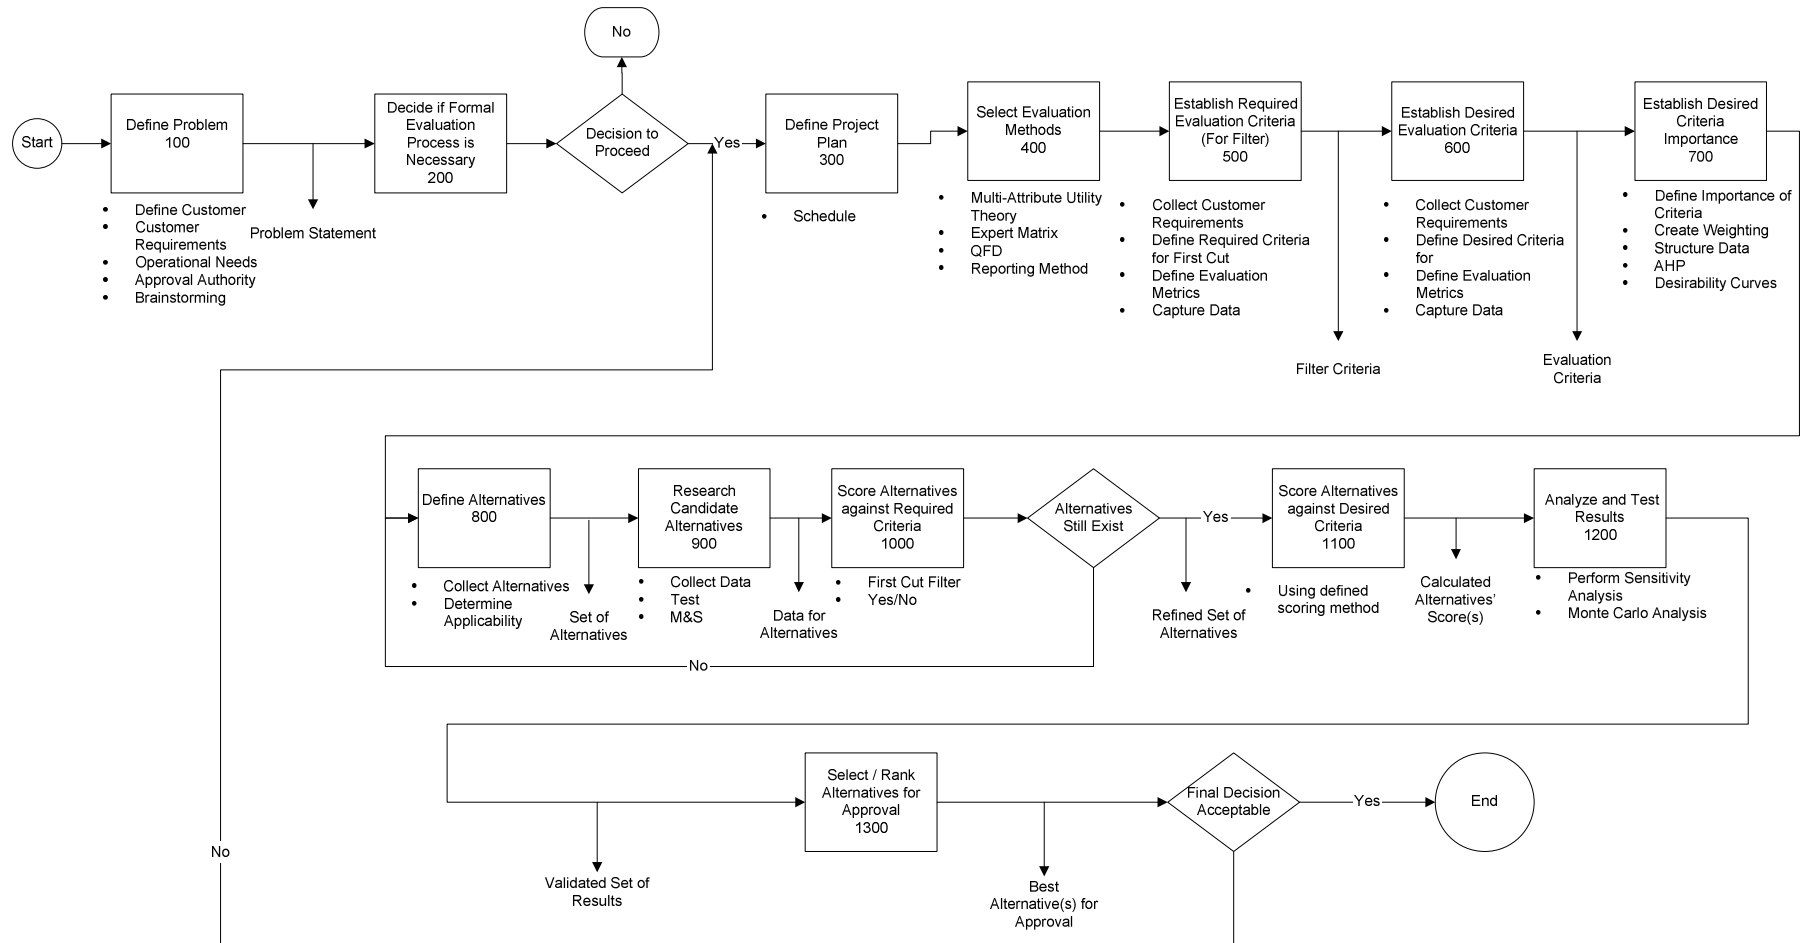 No
Start
Define Problem
100
• Define Customer
• Customer
Requirements
• Operational Needs
• Approval Authority
• Brainstorming
Problem Statement
Decide if Formal
Evaluation
Process is
Necessary
200
Decision to
Proceed
Yes
Define Project
Plan
300
• Schedule
Select Evaluation
Methods
400
• Multi-Attribute Utility
Theory
• Expert Matrix
• QFD
• Reporting Method
Establish Required
Evaluation Criteria
(For Filter)
500
• Collect Customer
Requirements
• Define Required Criteria
for First Cut
• Define Evaluation
Metrics
• Capture Data
Filter Criteria
Establish Desired
Evaluation Criteria
600
• Collect Customer
Requirements
• Define Desired Criteria
for
• Define Evaluation
Metrics
• Capture Data
Evaluation
Criteria
Establish Desired
Criteria
Importance
700
• Define Importance of
Criteria
• Create Weighting
• Structure Data
• AHP
• Desirability Curves
Define Alternatives
800
• Collect Alternatives
• Determine
Applicability
Set of
Alternatives
Research
Candidate
Alternatives
900
• Collect Data
• Test
• M&S
Data for
Alternatives
Score Alternatives
against Required
Criteria
1000
• First Cut Filter
• Yes/No
Alternatives
Still Exist
No
Yes
Refined Set of
Alternatives
Score Alternatives
against Desired
Criteria
1100
• Using defined
scoring method
Calculated
Alternatives’
Score(s)
Analyze and Test
Results
1200
• Perform Sensitivity
Analysis
• Monte Carlo Analysis
Validated Set of
Results
Select / Rank
Alternatives for
Approval
1300
Best
Alternative(s) for
Approval
Final Decision
Acceptable
Yes
End
No